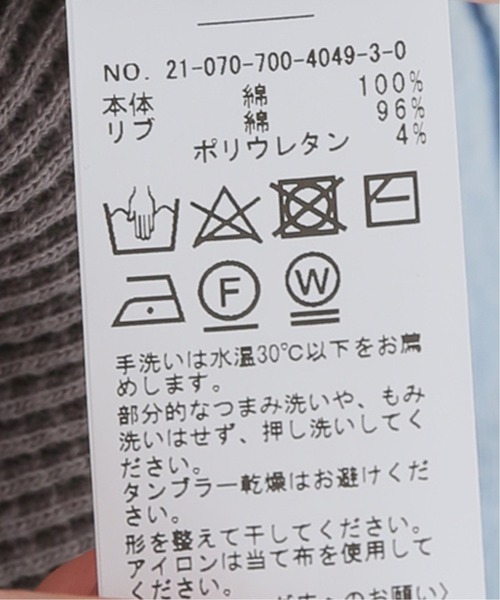 NO. 21-070-700-4049-3-0
本体 綿 100%
リブ 綿 96%
ポリウレタン 4%
F W
手洗いは水温30℃以下をお薦
めします。
部分的なつまみ洗いや、もみ
洗いはせず、押し洗いしてく
ださい。
タンブラー乾燥はお避けくだ
さい。
形を整えて干してください。
アイロンは当て布を使用して
ください。
へのお願い〉